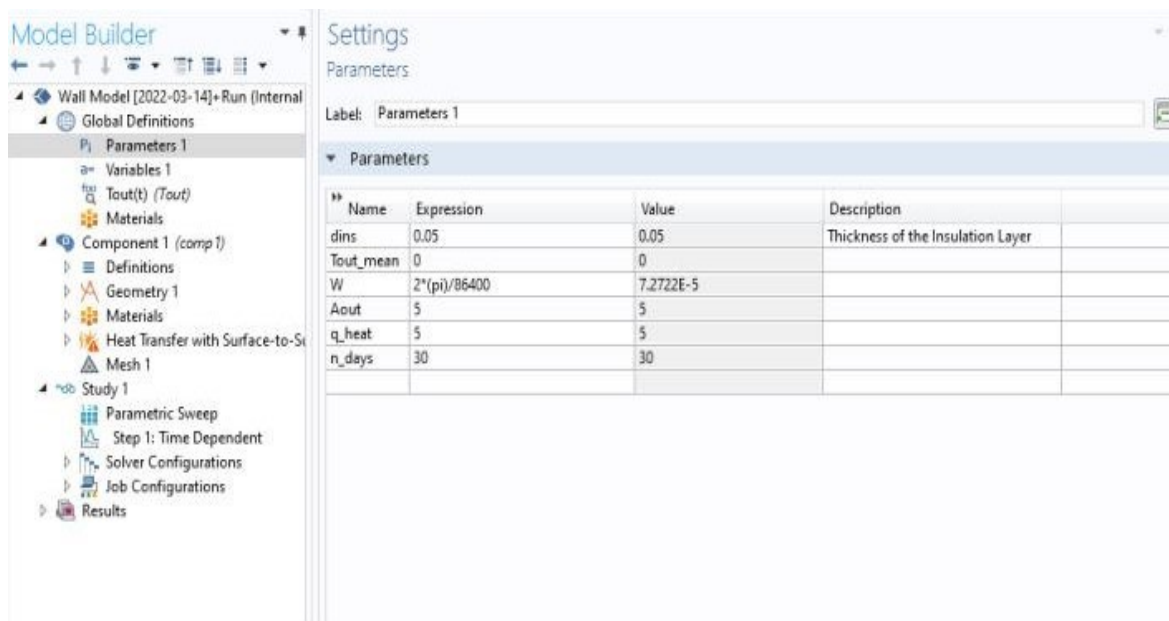 Model Builder
Wall Model [2022-03-14]+Run (Internal
Global Definitions
Pi Parameters 1
a= Variables 1
Tout(t) (Tout)
Materials
Component 1 (comp1)
Definitions
Geometry 1
Materials
Heat Transfer with Surface-to-Su
Mesh 1
Study 1
Parametric Sweep
Step 1: Time Dependent
Solver Configurations
Job Configurations
Results
Settings
Parameters
Label: Parameters 1
Parameters
Name Expression Value Description
dins 0.05 0.05 Thickness of the Insulation Layer
Tout_mean 0 0
W 2*(pi)/86400 7.2722E-5
Aout 5 5
q_heat 5 5
n_days 30 30